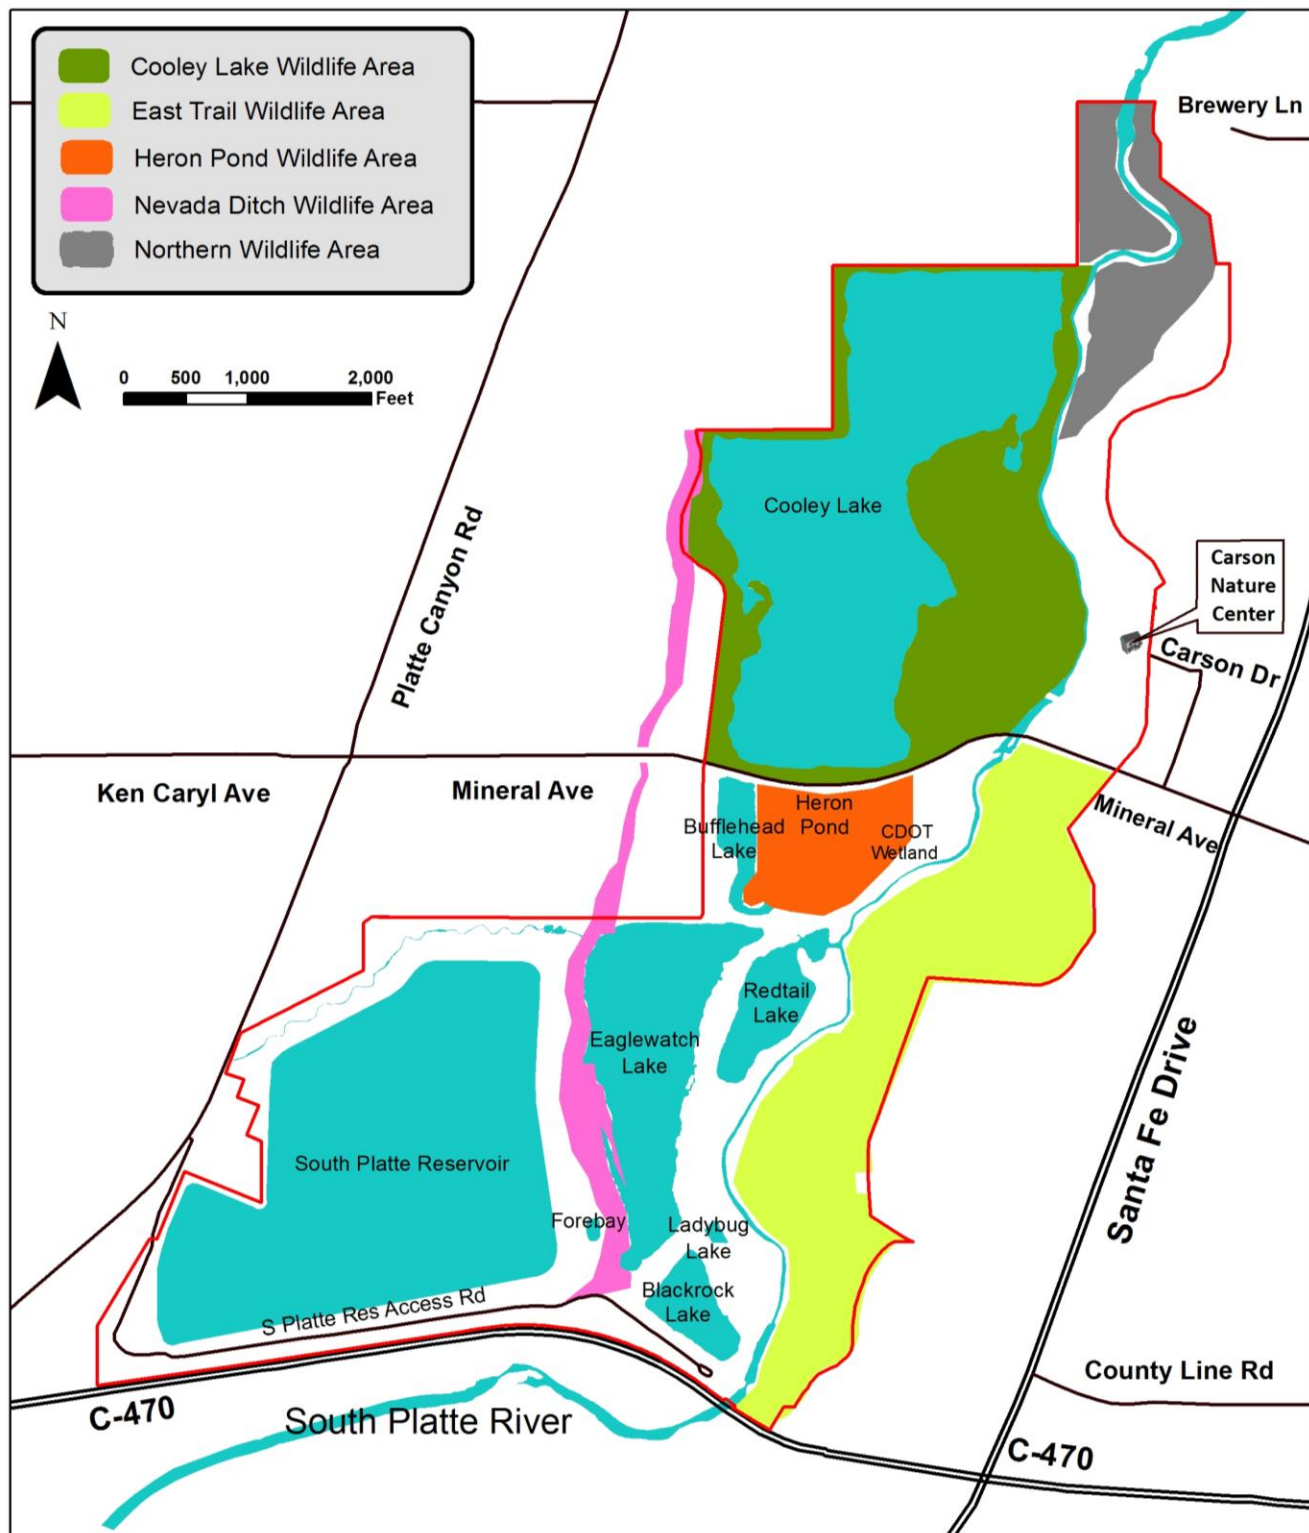 Cooley Lake Wildlife Area
East Trail Wildlife Area
Heron Pond Wildlife Area
Nevada Ditch Wildlife Area
Northern Wildlife Area
Brewery Ln
N
0 500 1,000 2,000
Feet
Platte Canyon Rd
Cooley Lake
Carson
Nature
Center
Carson Dr
Ken Caryl Ave
Mineral Ave
Mineral Ave
Bufflehead
Lake
Heron
Pond
CDOT
Wetland
Redtail
Lake
Eaglewatch
Lake
South Platte Reservoir
Forebay
Ladybug
Lake
Blackrock
Lake
S Platte Res Access Rd
Santa Fe Drive
County Line Rd
C-470
South Platte River
C-470